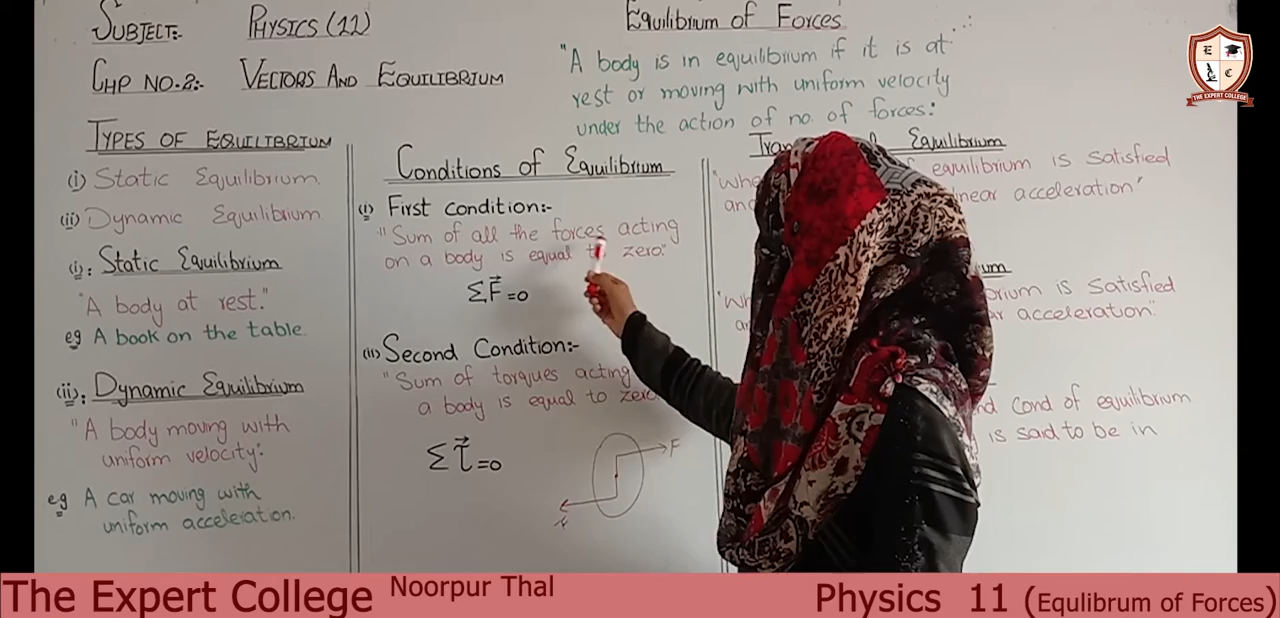 SUBJECT:- PHYSICS (11)
CHP NO.2:- VECTORS AND EQUILIBRIUM
Equilibrium of Forces
"A body is in equilibrium if it is at
rest or moving with uniform velocity
under the action of no. of forces:
TYPES OF EQUILIBRIUM
(i) Static Equilibrium.
(ii) Dynamic Equilibrium.
(i): Static Equilibrium
"A body at rest."
eg A book on the table.
(ii): Dynamic Equilibrium
"A body moving with
uniform velocity":
eg A car moving with
uniform acceleration.
Conditions of Equilibrium
(i) First condition:-
"Sum of all the forces acting
on a body is equal zero."
ΣF⃗=0
(ii) Second Condition:-
"Sum of torques acting
a body is equal to zero
Στ⃗=0
F
Equilibrium
equilibrium is satisfied
acceleration"
is satisfied
acceleration".
Cond of equilibrium
is said to be in
E C
THE EXPERT COLLEGE
The Expert College Noorpur Thal Physics 11 (Equlibrum of Forces)